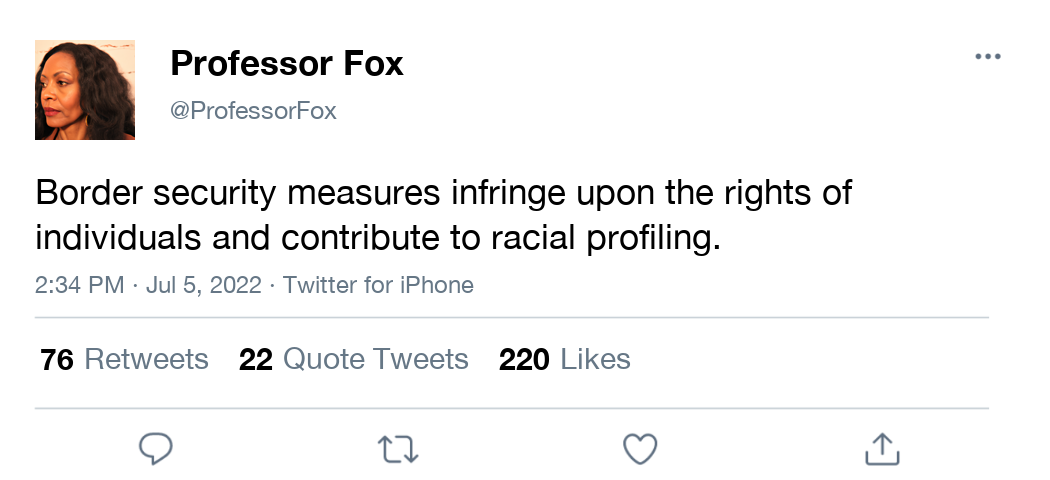 Professor Fox
@ProfessorFox
Border security measures infringe upon the rights of
individuals and contribute to racial profiling.
2:34 PM · Jul 5, 2022 · Twitter for iPhone
76 Retweets 22 Quote Tweets 220 Likes